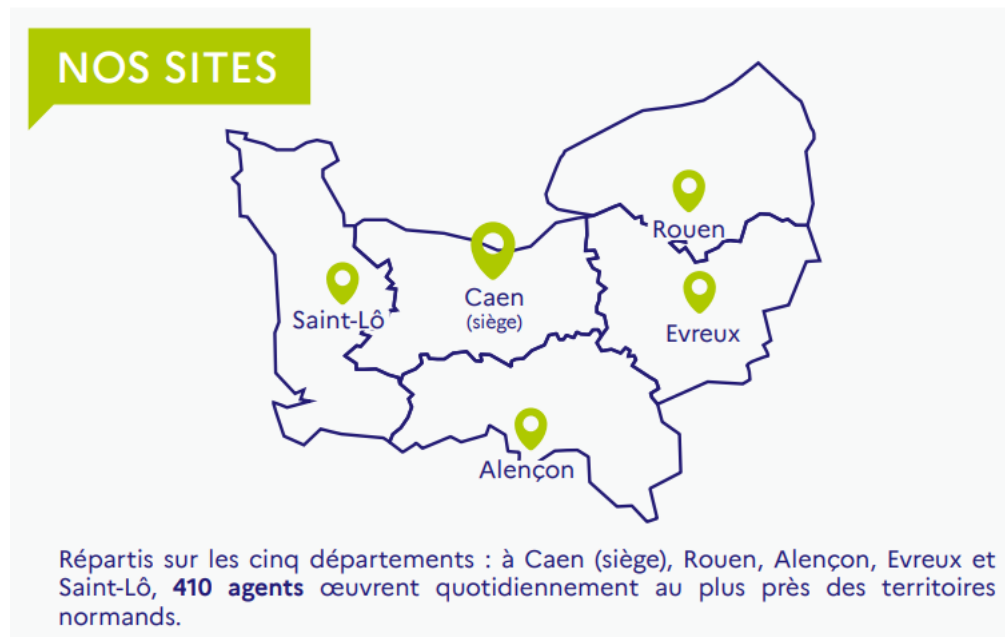 NOS SITES
Rouen
Caen
(siège)
Saint-Lô
Evreux
Alençon
Répartis sur les cinq départements : à Caen (siège), Rouen, Alençon, Evreux et
Saint-Lô, 410 agents œuvrent quotidiennement au plus près des territoires
normands.